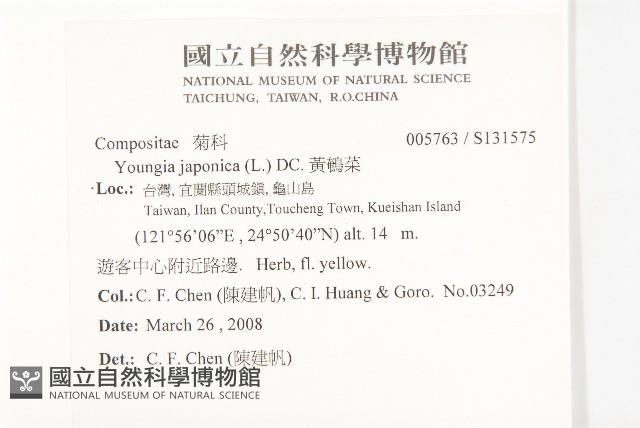 國立自然科學博物館
NATIONAL MUSEUM OF NATURAL SCIENCE
TAICHUNG, TAIWAN, R.O.CHINA
Compositae 菊科 005763 / S131575
Youngia japonica (L.) DC. 黃鵪菜
Loc.: 台灣, 宜蘭縣頭城鎮, 龜山島
Taiwan, Ilan County,Toucheng Town, Kueishan Island
(121°56’06”E , 24°50’40”N) alt. 14 m.
遊客中心附近路邊. Herb, fl. yellow.
Col.: C. F. Chen (陳建帆), C. I. Huang & Goro. No.03249
Date: March 26 , 2008
Det.: C. F. Chen (陳建帆)
國立自然科學博物館
NATIONAL MUSEUM OF NATURAL SCIENCE